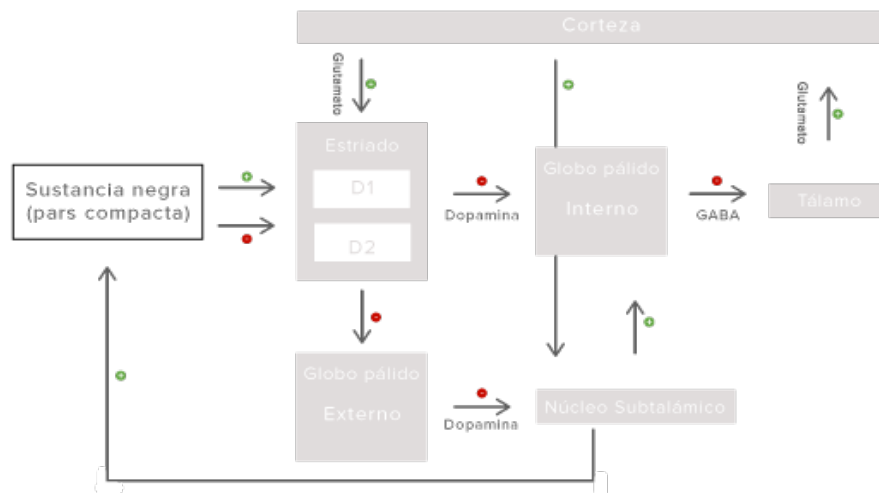 Corteza
Glutamato
Glutamato
Estríado
D1
D2
Sustancia negra
(pars compacta)
Dopamina
Globo pálido
Interno
GABA
Tálamo
Globo pálido
Externo
Dopamina
Núcleo Subtalámico